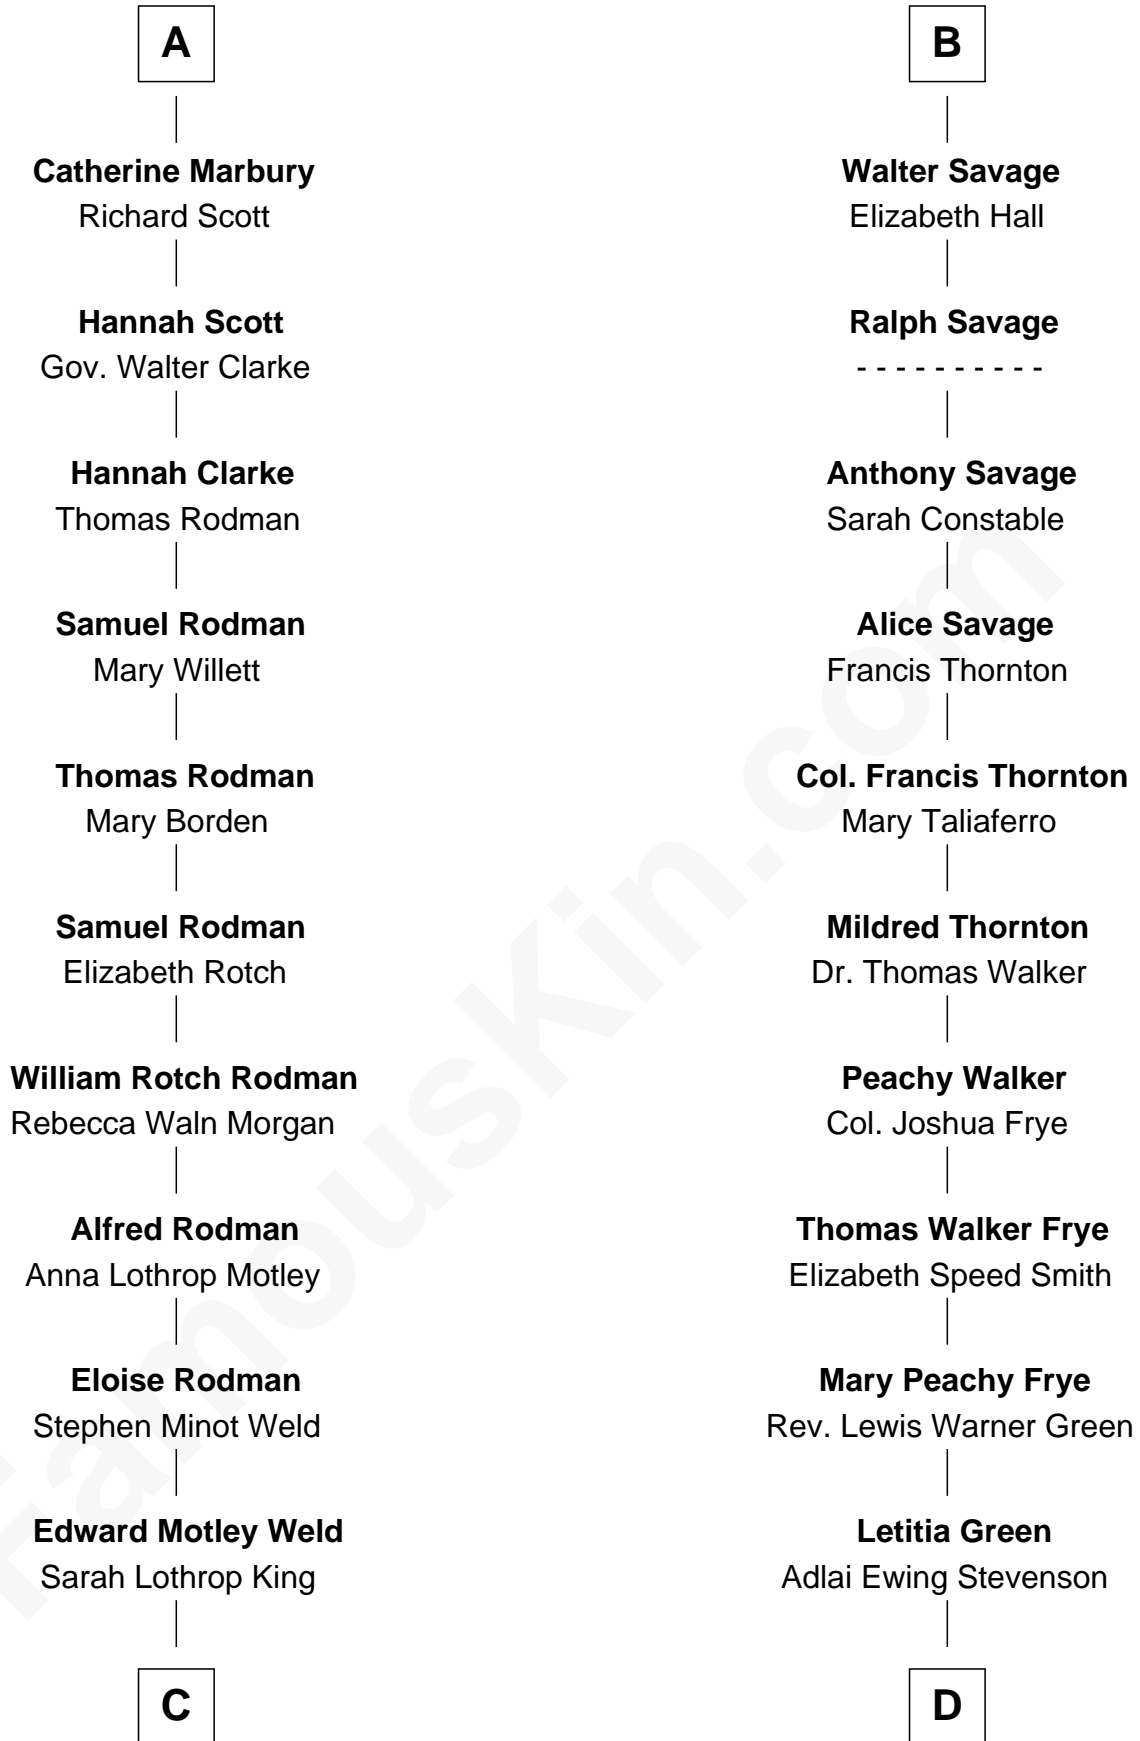 A
Catherine Marbury
Richard Scott
Hannah Scott
Gov. Walter Clarke
Hannah Clarke
Thomas Rodman
Samuel Rodman
Mary Willett
Thomas Rodman
Mary Borden
Samuel Rodman
Elizabeth Rotch
William Rotch Rodman
Rebecca Waln Morgan
Alfred Rodman
Anna Lothrop Motley
Eloise Rodman
Stephen Minot Weld
Edward Motley Weld
Sarah Lothrop King
C
B
Walter Savage
Elizabeth Hall
Ralph Savage
- - - - - - - - - -
Anthony Savage
Sarah Constable
Alice Savage
Francis Thornton
Col. Francis Thornton
Mary Taliaferro
Mildred Thornton
Dr. Thomas Walker
Peachy Walker
Col. Joshua Frye
Thomas Walker Frye
Elizabeth Speed Smith
Mary Peachy Frye
Rev. Lewis Warner Green
Letitia Green
Adlai Ewing Stevenson
D
FamousKin.com